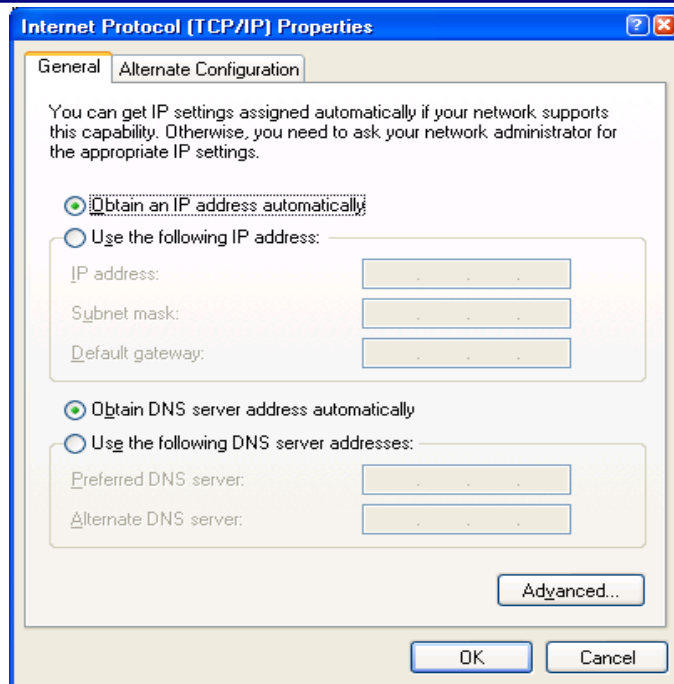 Internet Protocol (TCP/IP) Properties
General
Alternate Configuration
You can get IP settings assigned automatically if your network supports
this capability. Otherwise, you need to ask your network administrator for
the appropriate IP settings.
Obtain an IP address automatically
Use the following IP address:
IP address:
Subnet mask:
Default gateway:
Obtain DNS server address automatically
Use the following DNS server addresses:
Preferred DNS server:
Alternate DNS server:
Advanced...
OK
Cancel